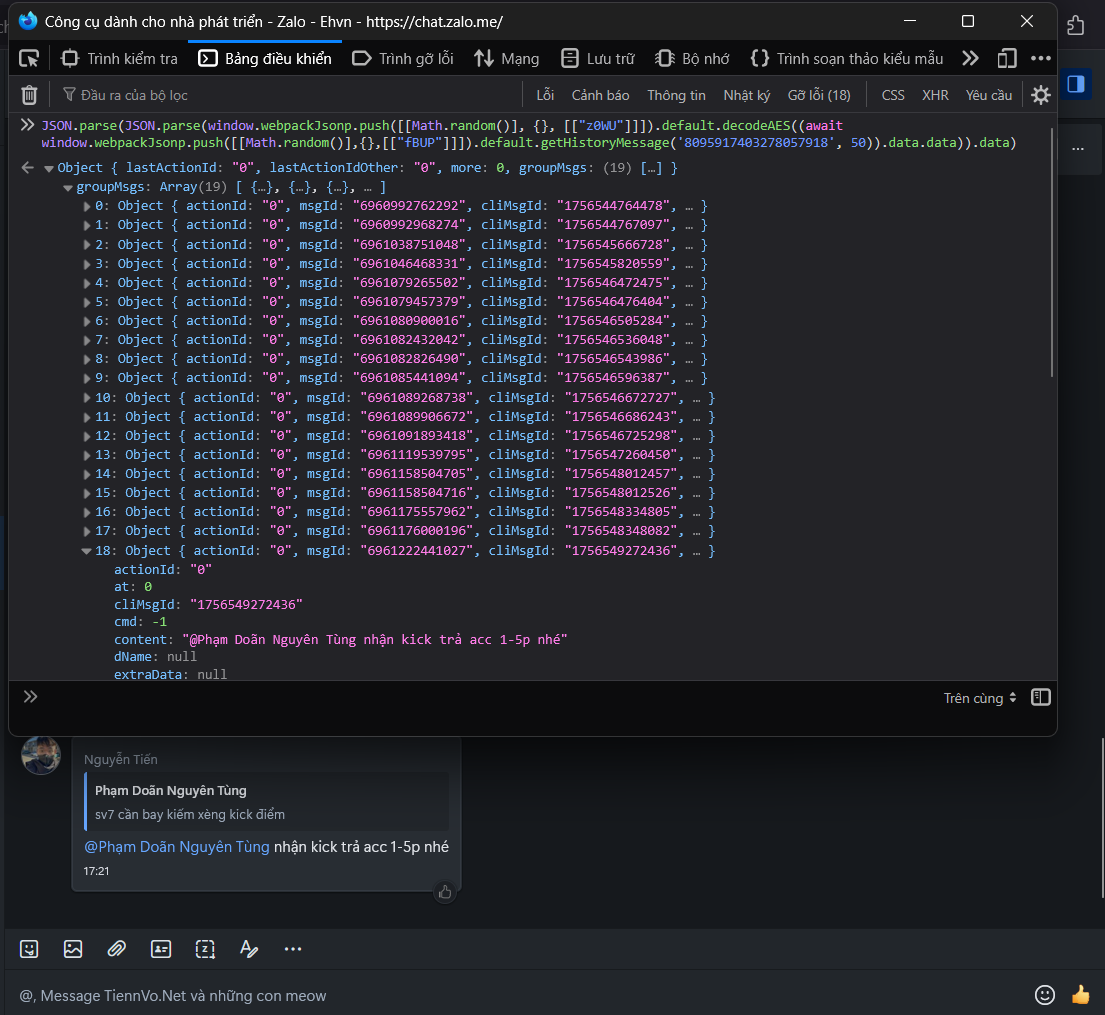 Công cụ dành cho nhà phát triển - Zalo - Ehvn - https://chat.zalo.me/
Trình kiểm tra Bảng điều khiển Trình gỡ lỗi Mạng Lưu trữ Bộ nhớ Trình soạn thảo kiểu mẫu
Đầu ra của bộ lọc Lỗi Cảnh báo Thông tin Nhật ký Gỡ lỗi (18) CSS XHR Yêu cầu
JSON.parse(JSON.parse(window.webpackJsonp.push([[Math.random()], {}, [["z0WU"]]]).default.decodeAES((await
window.webpackJsonp.push([[Math.random()],{},[["fBUP"]]]).default.getHistoryMessage('8095917403278057918', 50)).data.data)).data)
Object { lastActionId: "0", lastActionIdOther: "0", more: 0, groupMsgs: (19) […] }
groupMsgs: Array(19) [ {…}, {…}, {…}, … ]
0: Object { actionId: "0", msgId: "6960992762292", cliMsgId: "1756544764478", … }
1: Object { actionId: "0", msgId: "6960992968274", cliMsgId: "1756544767097", … }
2: Object { actionId: "0", msgId: "6961038751048", cliMsgId: "1756545666728", … }
3: Object { actionId: "0", msgId: "6961046468331", cliMsgId: "1756545820559", … }
4: Object { actionId: "0", msgId: "6961079265502", cliMsgId: "1756546472475", … }
5: Object { actionId: "0", msgId: "6961079457379", cliMsgId: "1756546476404", … }
6: Object { actionId: "0", msgId: "6961080900016", cliMsgId: "1756546505284", … }
7: Object { actionId: "0", msgId: "6961082432042", cliMsgId: "1756546536048", … }
8: Object { actionId: "0", msgId: "6961082826490", cliMsgId: "1756546543986", … }
9: Object { actionId: "0", msgId: "6961085441094", cliMsgId: "1756546596387", … }
10: Object { actionId: "0", msgId: "6961089268738", cliMsgId: "1756546672727", … }
11: Object { actionId: "0", msgId: "6961089906672", cliMsgId: "1756546686243", … }
12: Object { actionId: "0", msgId: "6961091893418", cliMsgId: "1756546725298", … }
13: Object { actionId: "0", msgId: "6961119539795", cliMsgId: "1756547260450", … }
14: Object { actionId: "0", msgId: "6961158504705", cliMsgId: "1756548012457", … }
15: Object { actionId: "0", msgId: "6961158504716", cliMsgId: "1756548012526", … }
16: Object { actionId: "0", msgId: "6961175557962", cliMsgId: "1756548334805", … }
17: Object { actionId: "0", msgId: "6961176000196", cliMsgId: "1756548348082", … }
18: Object { actionId: "0", msgId: "6961222441027", cliMsgId: "1756549272436", … }
actionId: "0"
at: 0
cliMsgId: "1756549272436"
cmd: -1
content: "@Phạm Doãn Nguyên Tùng nhận kick trả acc 1-5p nhé"
dName: null
extraData: null
Trên cùng
Nguyễn Tiến
Phạm Doãn Nguyên Tùng
sv7 cần bay kiếm xèng kick điểm
@Phạm Doãn Nguyên Tùng nhận kick trả acc 1-5p nhé
17:21
@, Message TiennVo.Net và những con meow